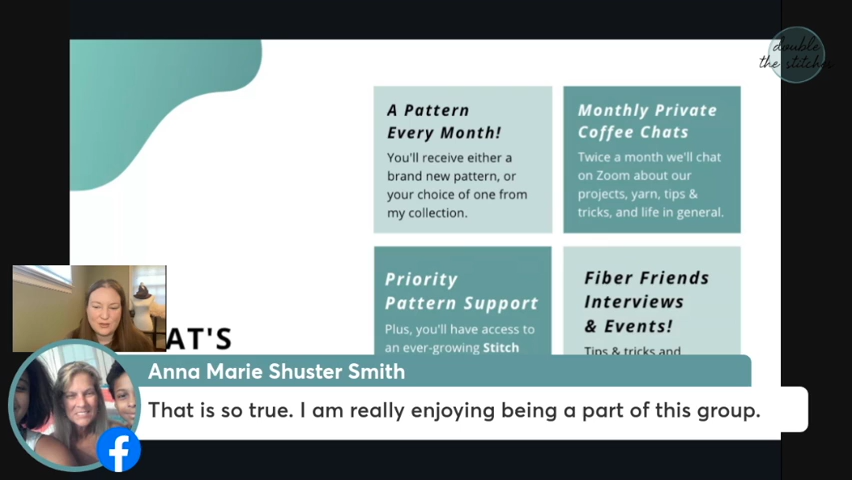 double
the stitches
A Pattern
Every Month!
You'll receive either a
brand new pattern, or
your choice of one from
my collection.
Monthly Private
Coffee Chats
Twice a month we'll chat
on Zoom about our
projects, yarn, tips &
tricks, and life in general.
Priority
Pattern Support
Plus, you'll have access to
an ever-growing Stitch
Fiber Friends
Interviews
& Events!
Tips & tricks and
AT'S
Anna Marie Shuster Smith
That is so true. I am really enjoying being a part of this group.
f